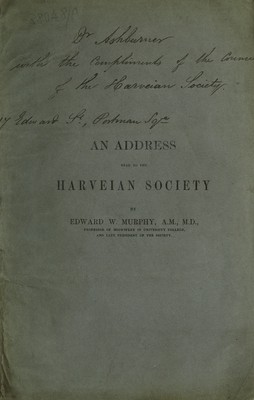 Dr Ashburner
with the compliments of the Council
of the Harveian Society.
Edward St, Portman Sqre
AN ADDRESS
READ AT THE
HARVEIAN SOCIETY
BY
EDWARD W. MURPHY, A.M., M.D.,
PROFESSOR OF MIDWIFERY IN UNIVERSITY COLLEGE,
AND LATE PRESIDENT OF THE SOCIETY.